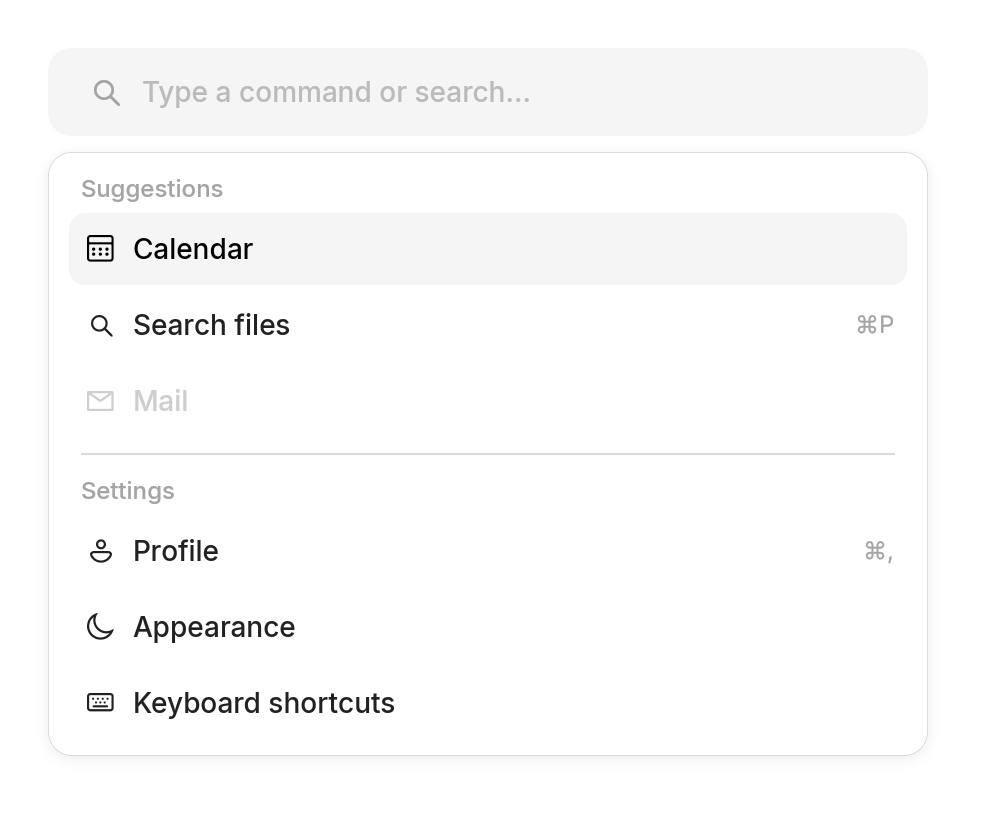 Type a command or search...
Suggestions
Calendar
Search files ⌘P
Mail
Settings
Profile ⌘,
Appearance
Keyboard shortcuts